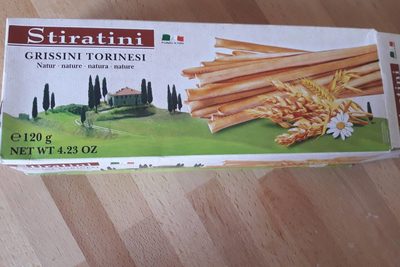 Stiratini
GRISSINI TORINESI
Natur · nature · natura · nature
℮ 120 g
NET WT 4.23 OZ